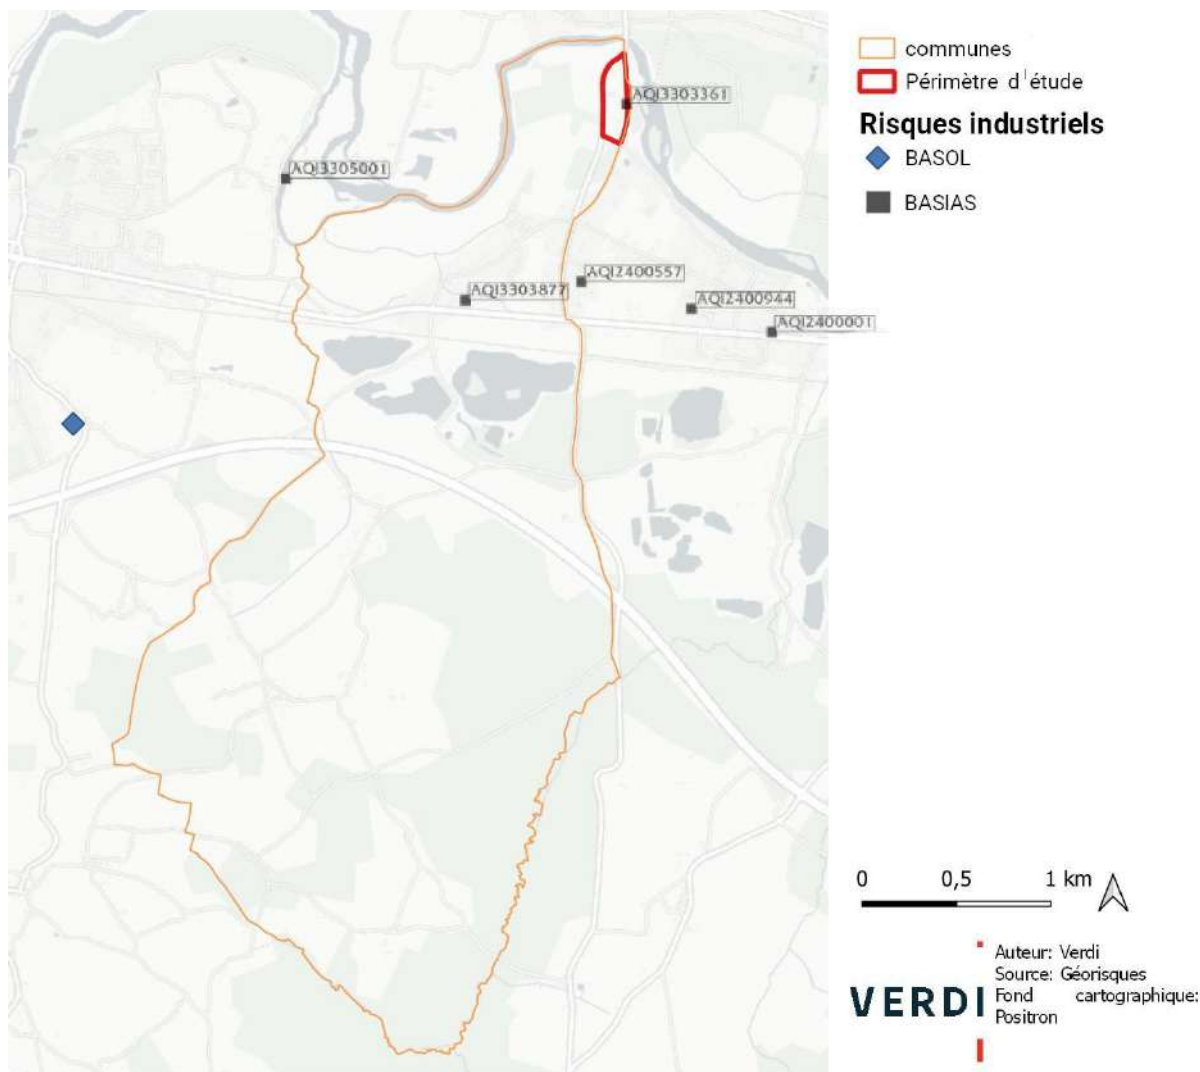 communes
Périmètre d'étude
Risques industriels
BASOL
BASIAS
AQI3303361
AQI3305001
AQI2400557
AQI3303877
AQI2400944
AQI2400001
0 0,5 1 km
VERDI
Auteur: Verdi
Source: Géorisques
Fond cartographique:
Positron